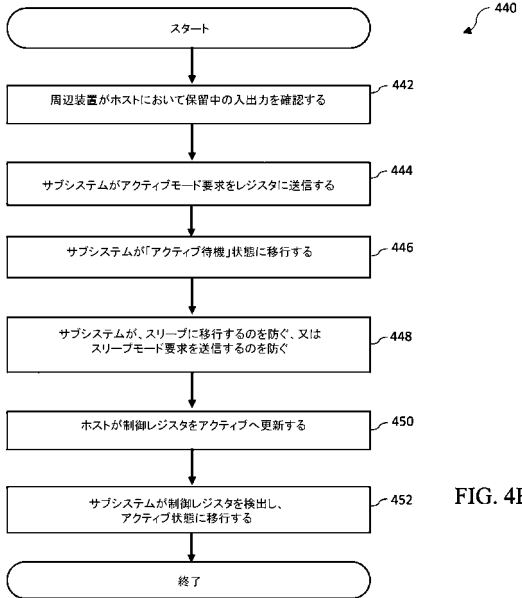 440
スタート
周辺装置がホストにおいて保留中の入出力を確認する
442
サブシステムがアクティブモード要求をレジスタに送信する
444
サブシステムが「アクティブ待機」状態に移行する
446
サブシステムが、スリープに移行するのを防ぐ、又は
スリープモード要求を送信するのを防ぐ
448
ホストが制御レジスタをアクティブへ更新する
450
サブシステムが制御レジスタを検出し、
アクティブ状態に移行する
452
FIG.
終了